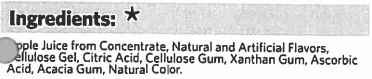 Ingredients: *
pple Juice from Concentrate, Natural and Artificial Flavors,
ellulose Gel, Citric Acid, Cellulose Gum, Xanthan Gum, Ascorbic
Acid, Acacia Gum, Natural Color.